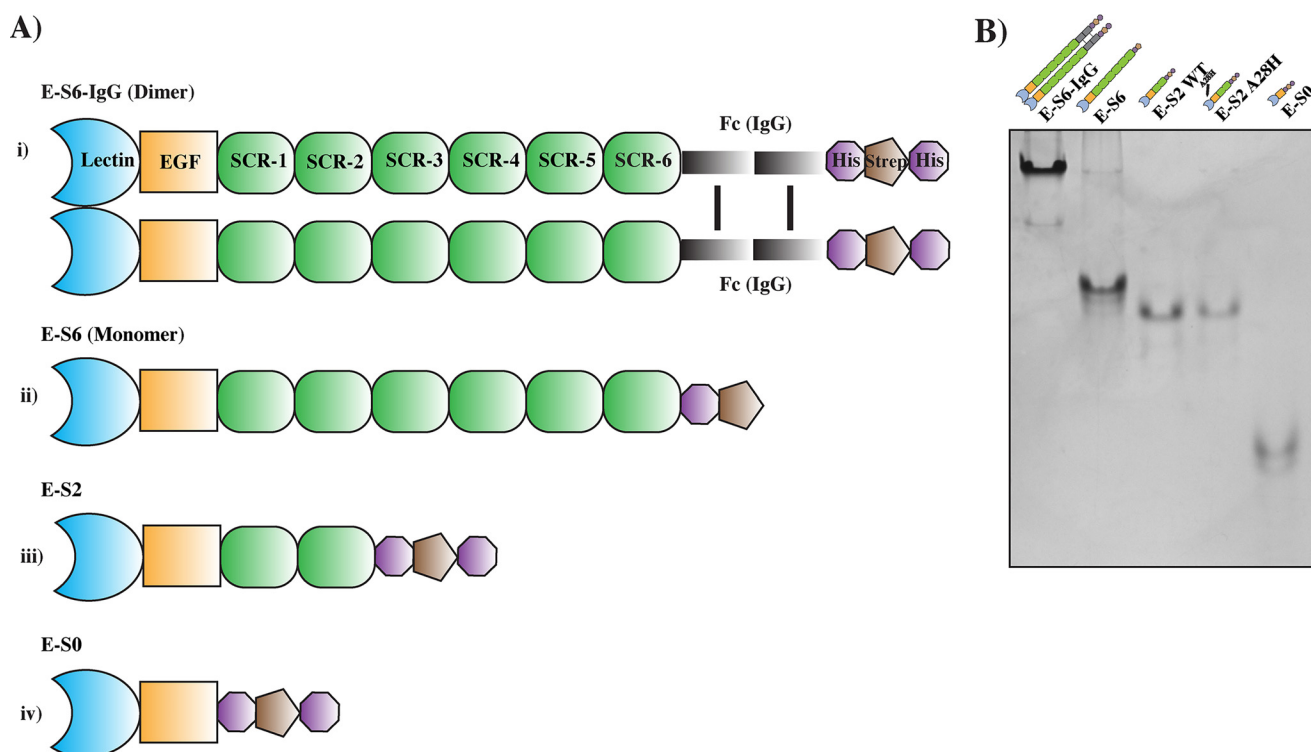 A)
E-S6-IgG (Dimer)
i)
Lectin EGF SCR-1 SCR-2 SCR-3 SCR-4 SCR-5 SCR-6 Fc (IgG) His Strep His
Fc (IgG)
E-S6 (Monomer)
ii)
E-S2
iii)
E-S0
iv)
B)
E-S6-IgG
E-S6
E-S2 WT
A28H
E-S2 A28H
E-S0